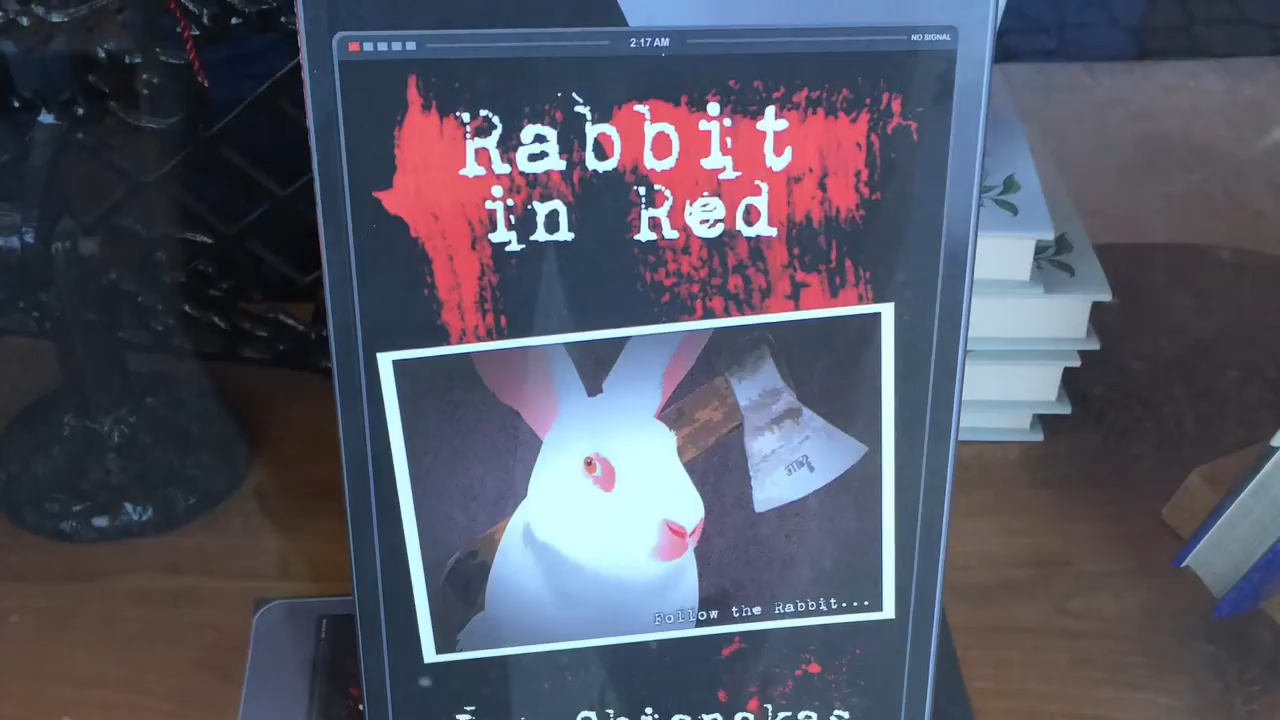 2:17 AM
NO SIGNAL
Rabbit
in Red
Follow the Rabbit...